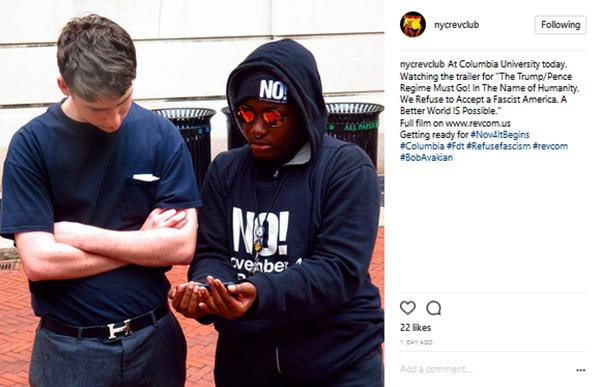 NO!
ALL PAPER
NO!
nycrevclub
Following
nycrevclub At Columbia University today.
Watching the trailer for "The Trump/Pence
Regime Must Go! In The Name of Humanity,
We Refuse to Accept a Fascist America. A
Better World IS Possible."
Full film on www.revcom.us
Getting ready for #Nov4ItBegins
#Columbia #Fdt #Refusefascism #revcom
#BobAvakian
22 likes
1 DAY AGO
Add a comment...